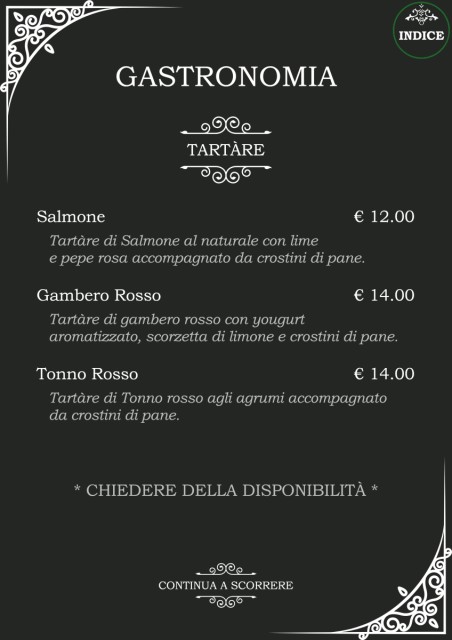 INDICE
GASTRONOMIA
TARTÀRE
Salmone € 12.00
Tartàre di Salmone al naturale con lime
e pepe rosa accompagnato da crostini di pane.
Gambero Rosso € 14.00
Tartàre di gambero rosso con yougurt
aromatizzato, scorzetta di limone e crostini di pane.
Tonno Rosso € 14.00
Tartàre di Tonno rosso agli agrumi accompagnato
da crostini di pane.
* CHIEDERE DELLA DISPONIBILITÀ *
CONTINUA A SCORRERE